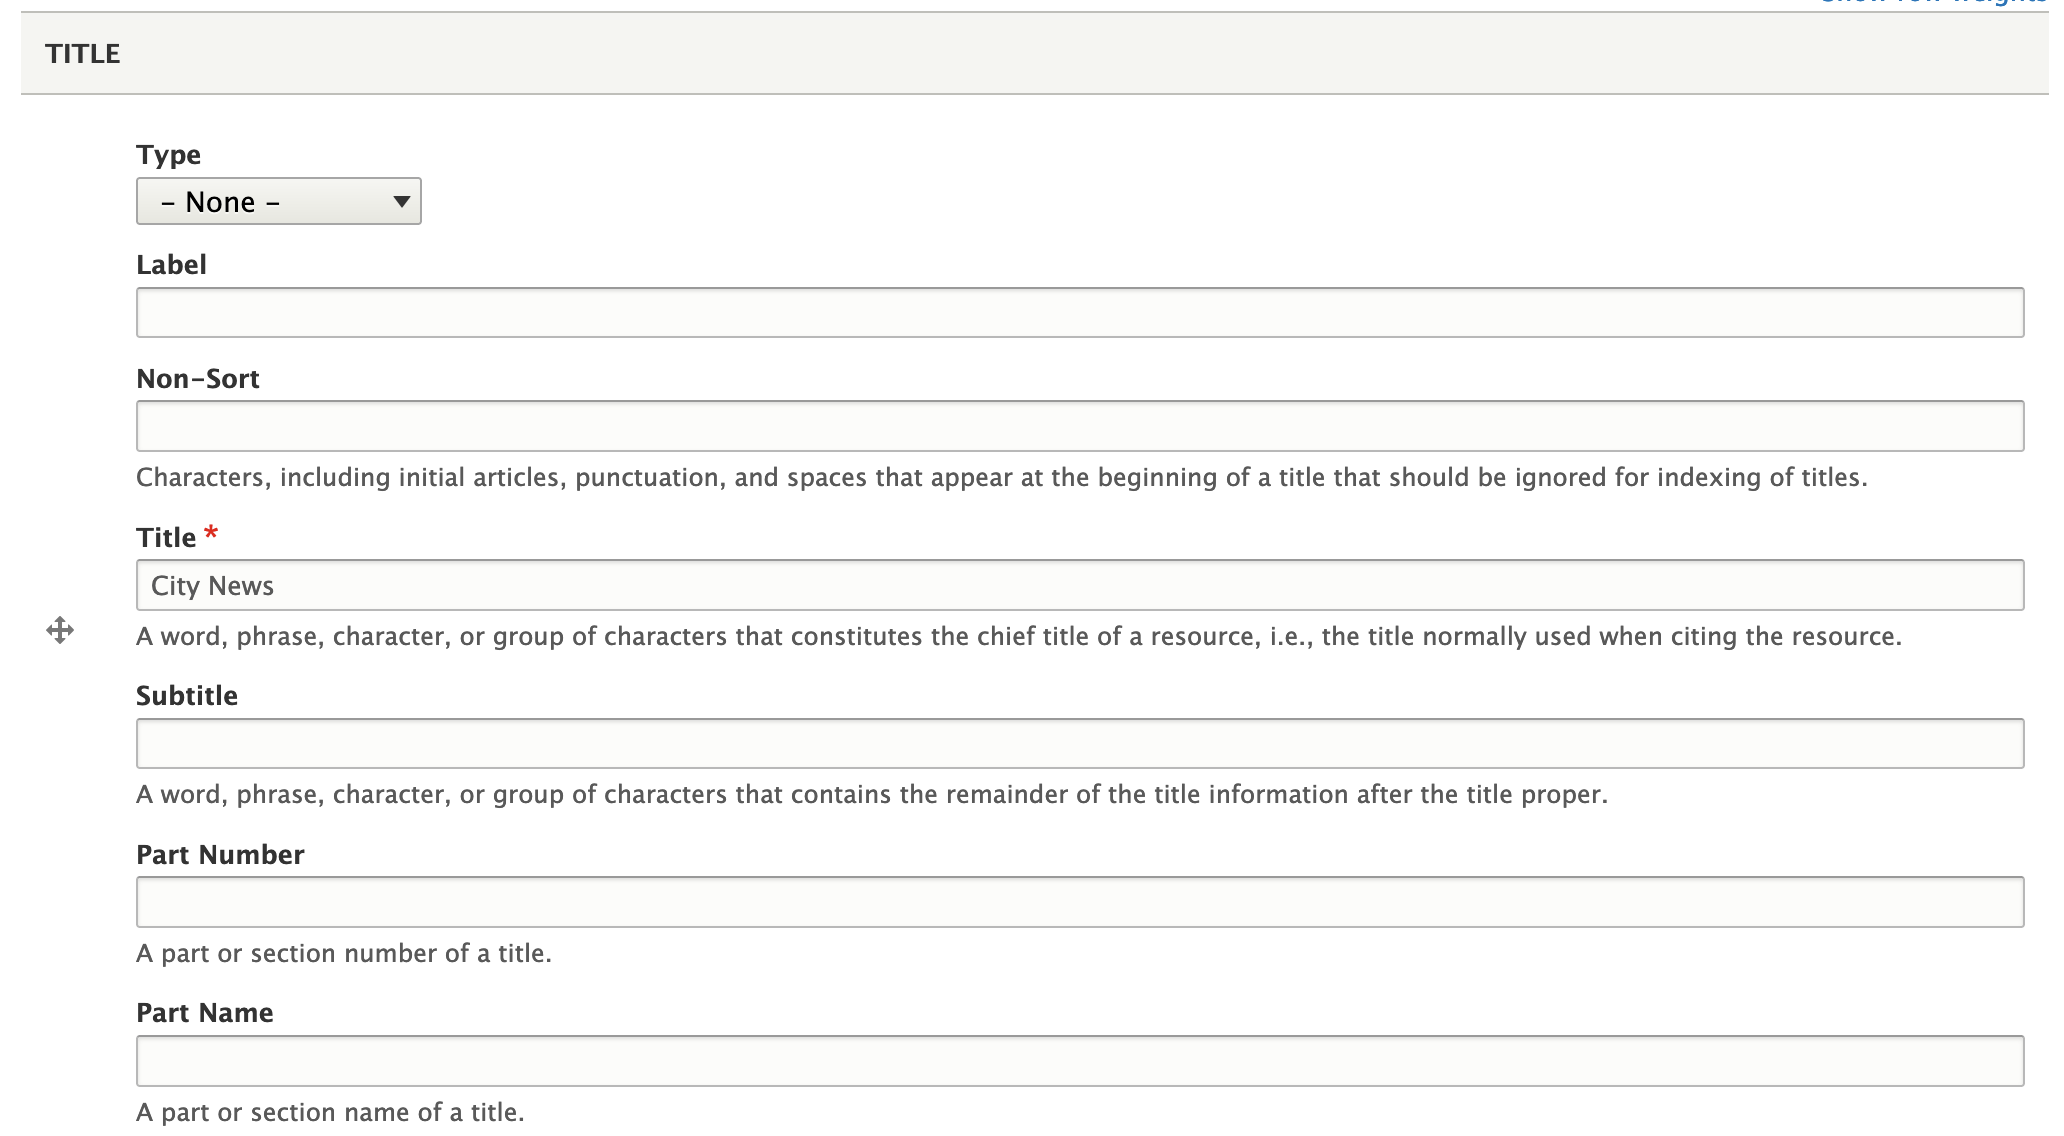 Show row weights
TITLE
Type
– None –
Label
Non–Sort
Characters, including initial articles, punctuation, and spaces that appear at the beginning of a title that should be ignored for indexing of titles.
Title *
City News
A word, phrase, character, or group of characters that constitutes the chief title of a resource, i.e., the title normally used when citing the resource.
Subtitle
A word, phrase, character, or group of characters that contains the remainder of the title information after the title proper.
Part Number
A part or section number of a title.
Part Name
A part or section name of a title.